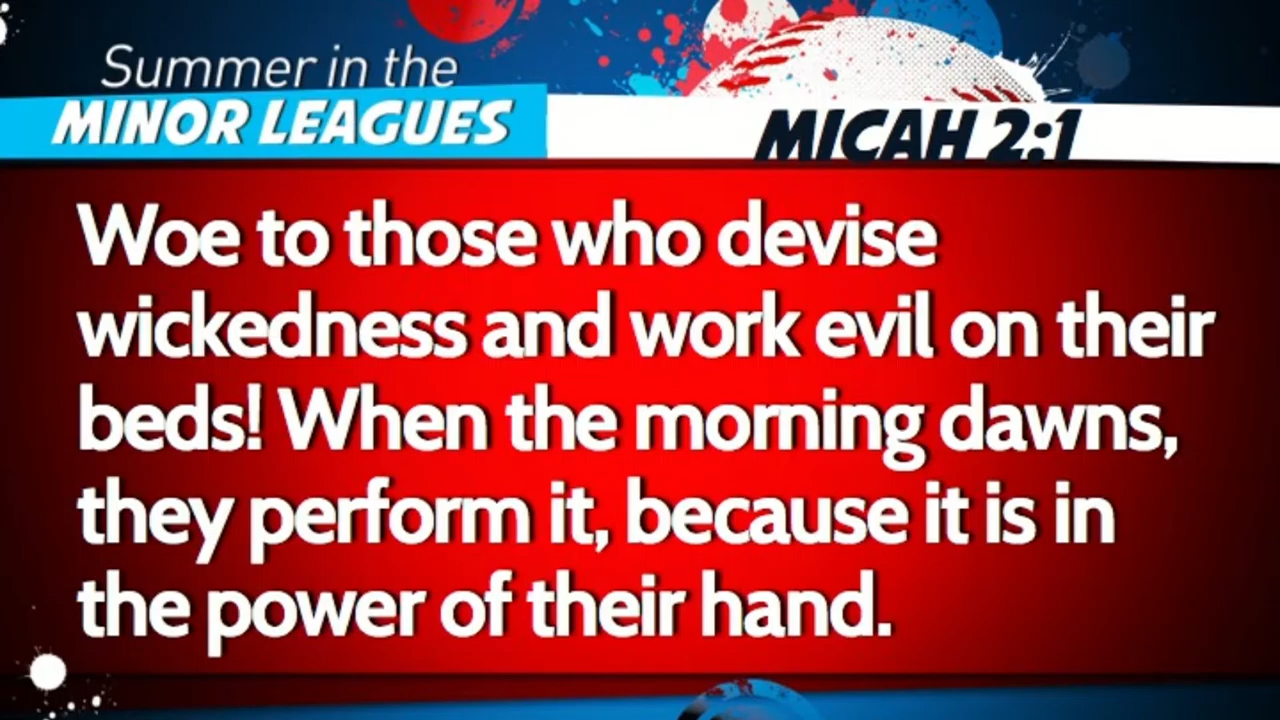 Summer in the
MINOR LEAGUES
MICAH 2:1
Woe to those who devise
wickedness and work evil on their
beds! When the morning dawns,
they perform it, because it is in
the power of their hand.